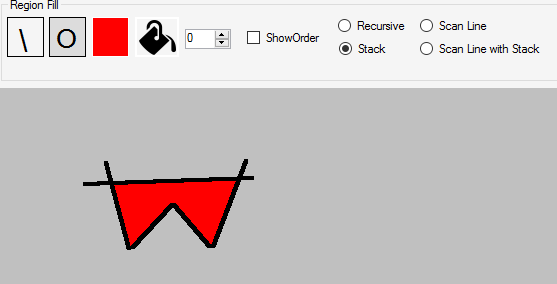 Region Fill
\ O 0 ShowOrder
Recursive Scan Line
Stack Scan Line with Stack